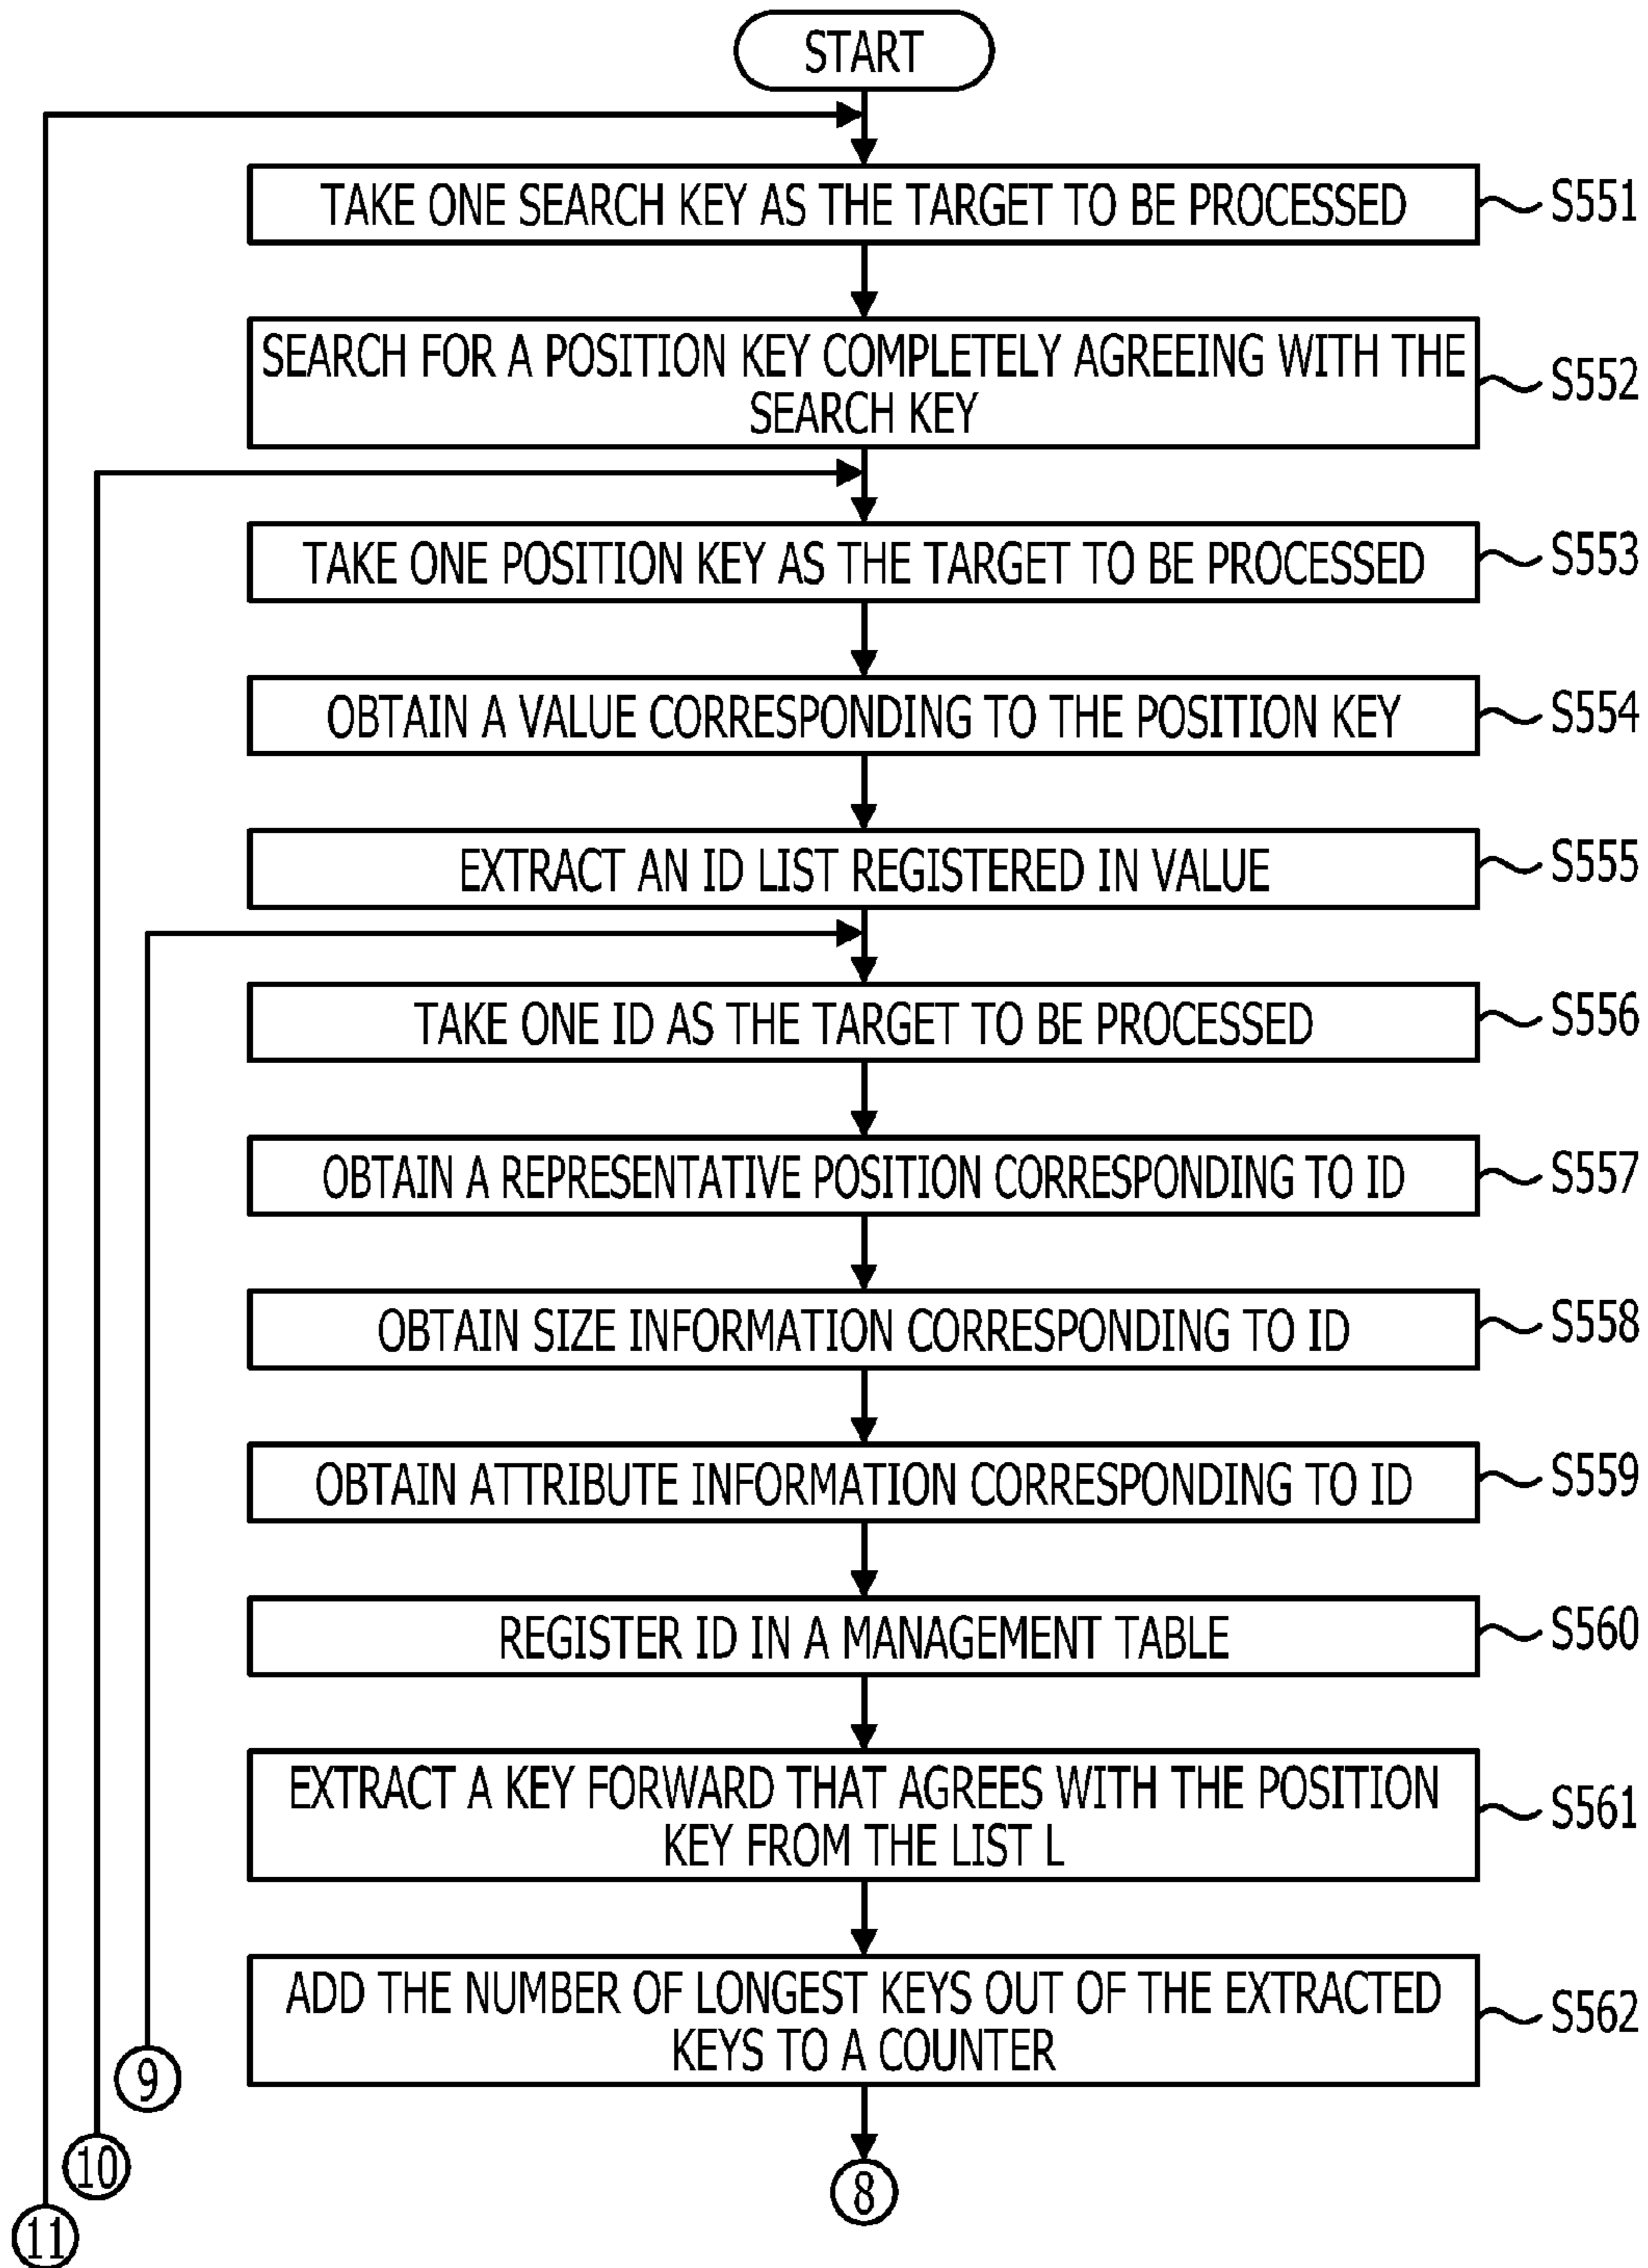 START
TAKE ONE SEARCH KEY AS THE TARGET TO BE PROCESSED
S551
SEARCH FOR A POSITION KEY COMPLETELY AGREEING WITH THE
SEARCH KEY
S552
TAKE ONE POSITION KEY AS THE TARGET TO BE PROCESSED
S553
OBTAIN A VALUE CORRESPONDING TO THE POSITION KEY
S554
EXTRACT AN ID LIST REGISTERED IN VALUE
S555
TAKE ONE ID AS THE TARGET TO BE PROCESSED
S556
OBTAIN A REPRESENTATIVE POSITION CORRESPONDING TO ID
S557
OBTAIN SIZE INFORMATION CORRESPONDING TO ID
S558
OBTAIN ATTRIBUTE INFORMATION CORRESPONDING TO ID
S559
REGISTER ID IN A MANAGEMENT TABLE
S560
EXTRACT A KEY FORWARD THAT AGREES WITH THE POSITION
KEY FROM THE LIST L
S561
ADD THE NUMBER OF LONGEST KEYS OUT OF THE EXTRACTED
KEYS TO A COUNTER
S562
9
10
8
11